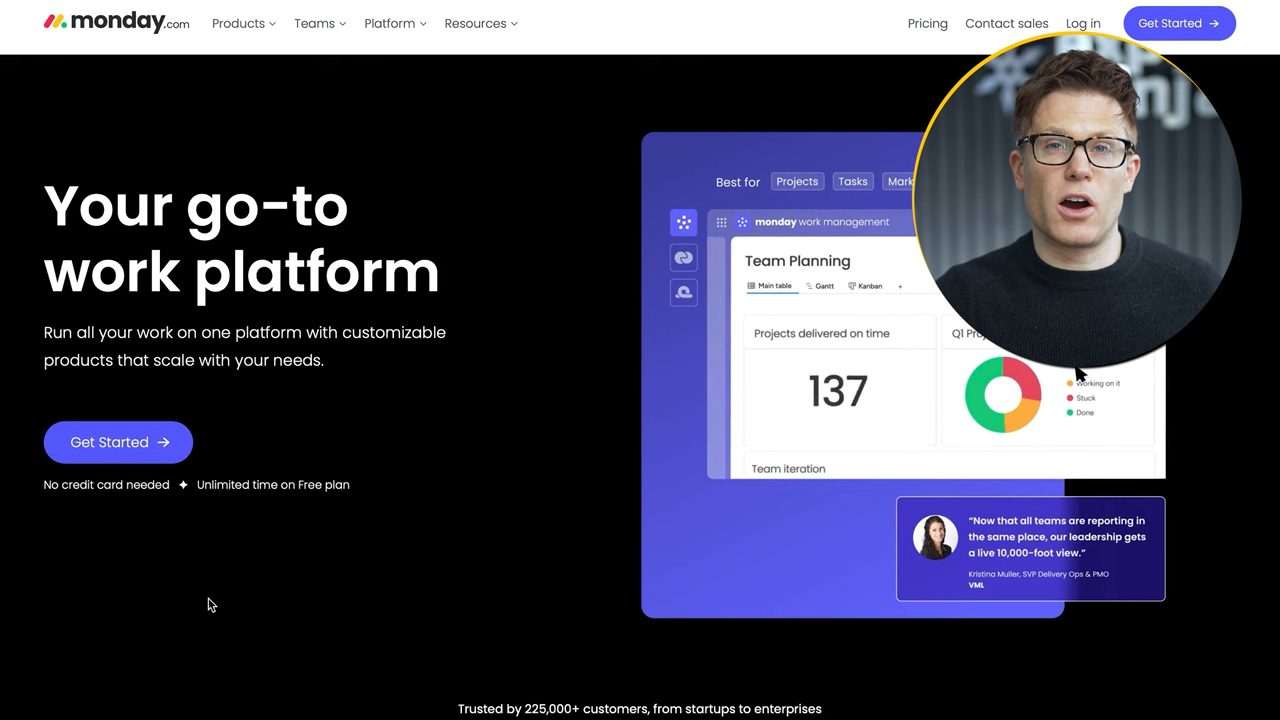 monday.com
Products
Teams
Platform
Resources
Pricing
Contact sales
Log in
Get Started →
Your go-to
work platform
Run all your work on one platform with customizable
products that scale with your needs.
Get Started →
No credit card needed ✦ Unlimited time on Free plan
Best for Projects Tasks Mark
monday work management
Team Planning
Main table
Gantt
Kanban
+
Projects delivered on time
137
Q1
Working on it
Stuck
Done
Team iteration
“Now that all teams are reporting in
the same place, our leadership gets
a live 10,000-foot view.”
Kristina Muller, SVP Delivery Ops & PMO
VML
Trusted by 225,000+ customers, from startups to enterprises